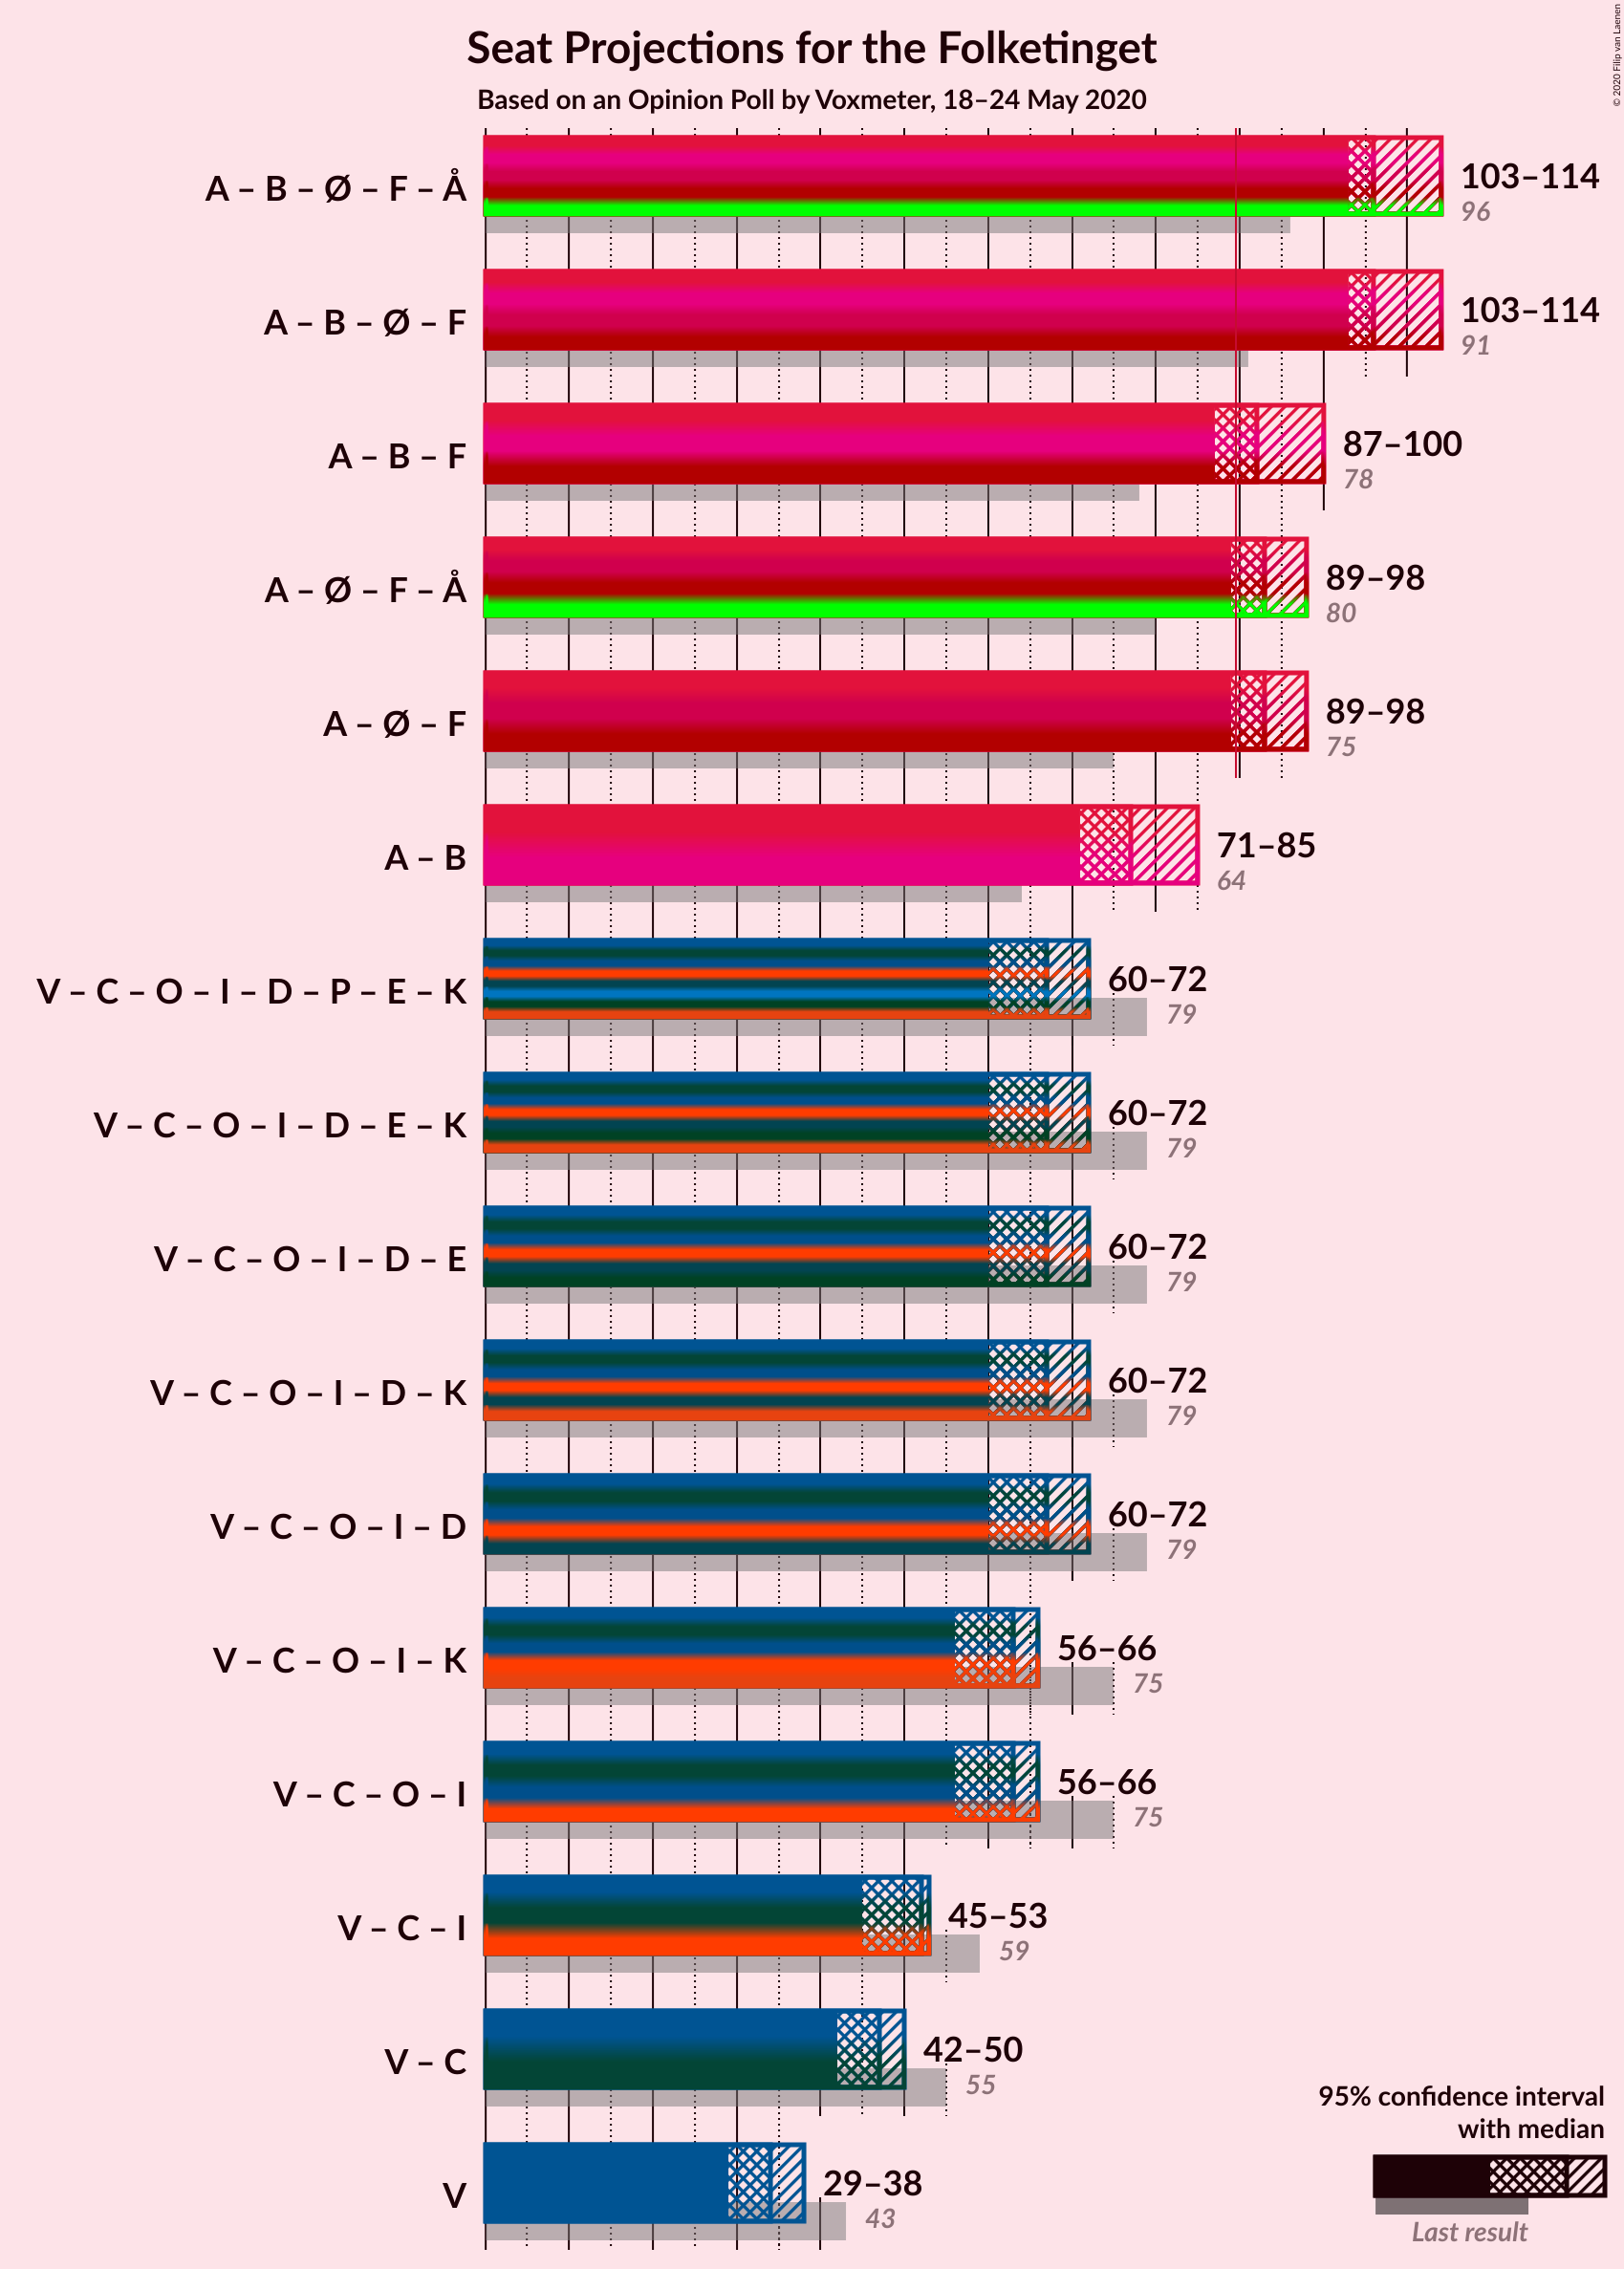 © 2020 Filip van Laenen
Seat Projections for the Folketinget
Based on an Opinion Poll by Voxmeter, 18–24 May 2020
A – B – Ø – F – Å
103–114
96
A – B – Ø – F
103–114
91
A – B – F
87–100
78
A – Ø – F – Å
89–98
80
A – Ø – F
89–98
75
A – B
71–85
64
V – C – O – I – D – P – E – K
60–72
79
V – C – O – I – D – E – K
60–72
79
V – C – O – I – D – E
60–72
79
V – C – O – I – D – K
60–72
79
V – C – O – I – D
60–72
79
V – C – O – I – K
56–66
75
V – C – O – I
56–66
75
V – C – I
45–53
59
V – C
42–50
55
V
29–38
43
95% confidence interval
with median
Last result